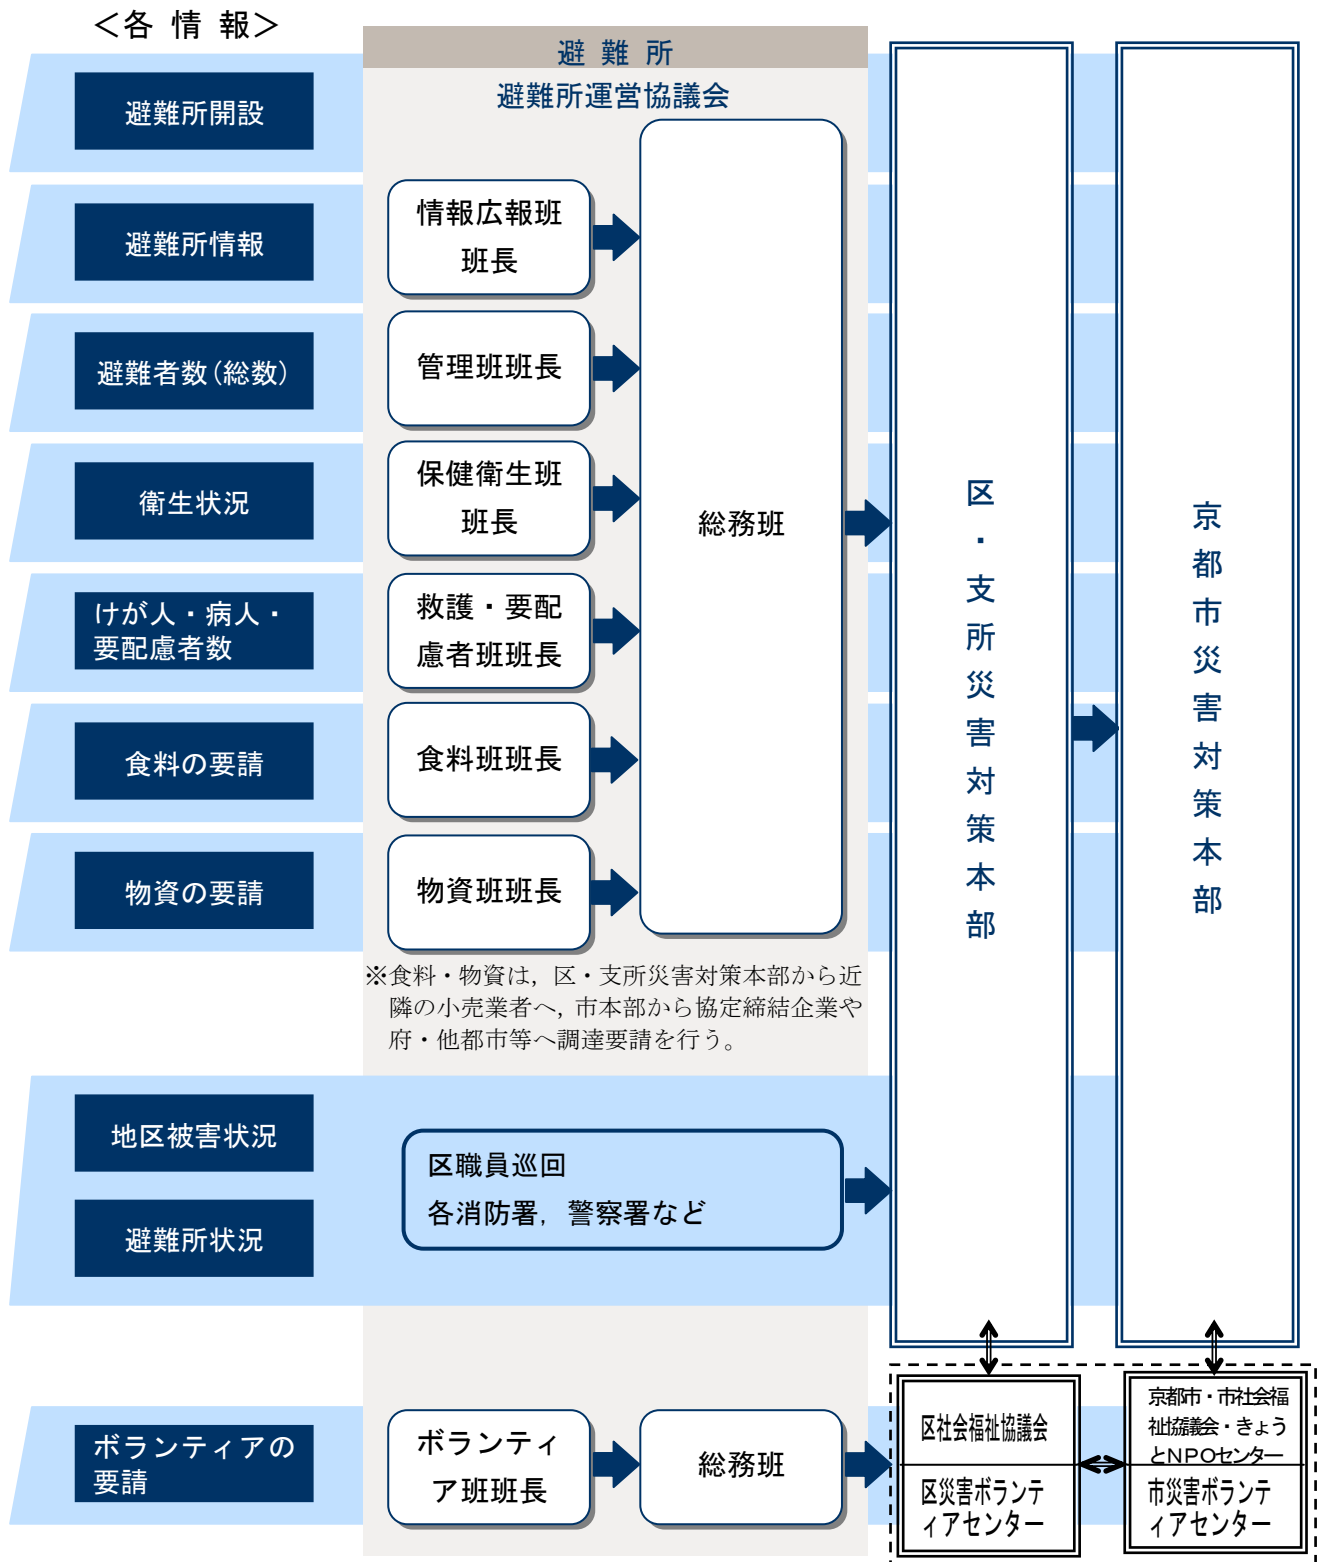 ＜各 情 報＞
避 難 所
避難所運営協議会
避難所開設
避難所情報
情報広報班
班長
避難者数(総数)
管理班班長
衛生状況
保健衛生班
班長
けが人・病人・
要配慮者数
救護・要配
慮者班班長
食料の要請
食料班班長
物資の要請
物資班班長
総務班
区・支所災害対策本部
京都市災害対策本部
※食料・物資は，区・支所災害対策本部から近
隣の小売業者へ，市本部から協定締結企業や
府・他都市等へ調達要請を行う。
地区被害状況
避難所状況
区職員巡回
各消防署，警察署など
ボランティアの
要請
ボランティ
ア班班長
総務班
区社会福祉協議会
区災害ボランテ
ィアセンター
京都市・市社会福
祉協議会・きょう
とNPOセンター
市災害ボランテ
ィアセンター